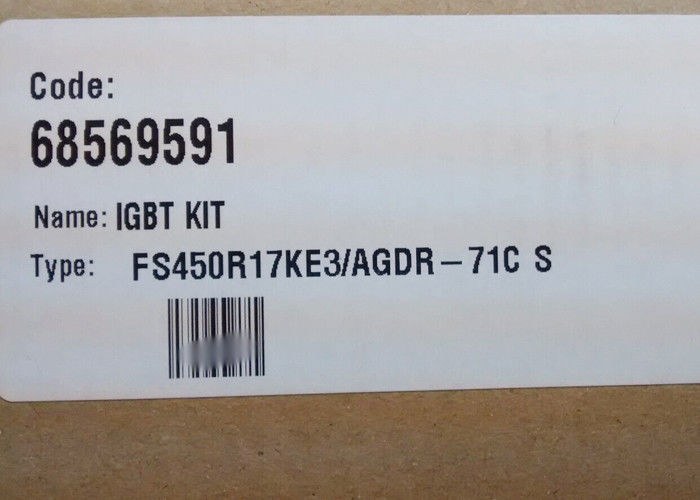 Code:
68569591
Name: IGBT KIT
Type: FS450R17KE3/AGDR-71C S